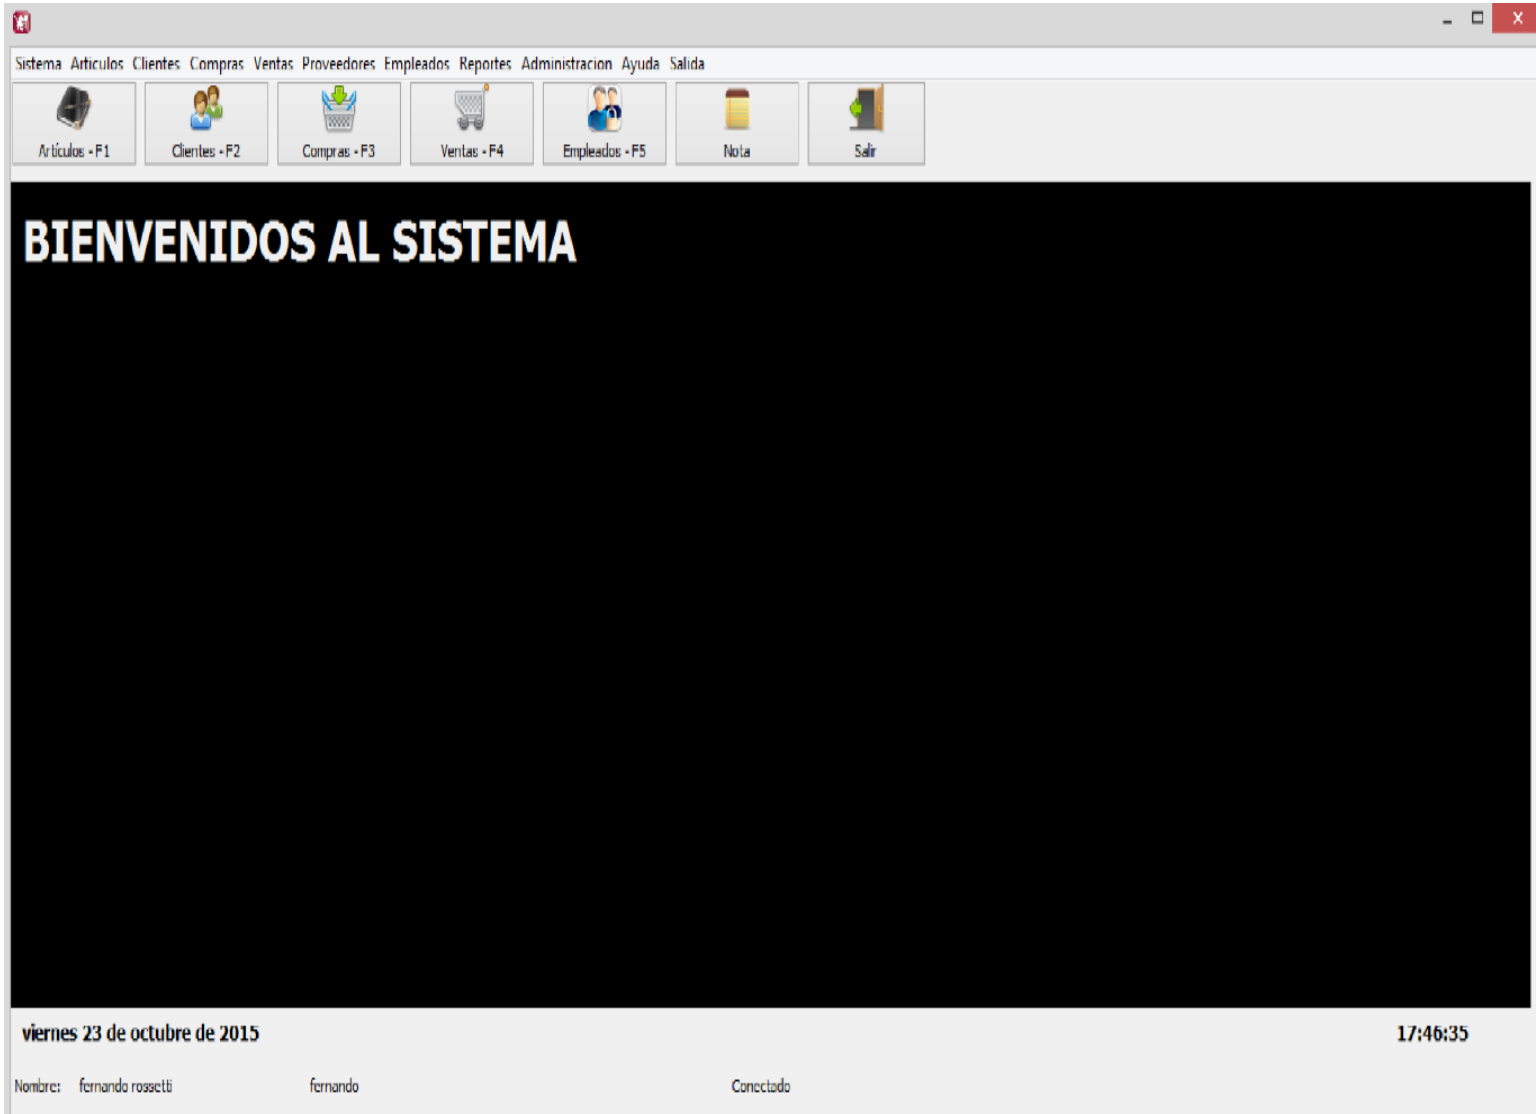 Sistema Articulos Clientes Compras Ventas Proveedores Empleados Reportes Administracion Ayuda Salida
Artículos - F1 Clientes - F2 Compras - F3 Ventas - F4 Empleados - F5 Nota Salir
BIENVENIDOS AL SISTEMA
viernes 23 de octubre de 2015 17:46:35
Nombre: fernando rossetti fernando Conectado